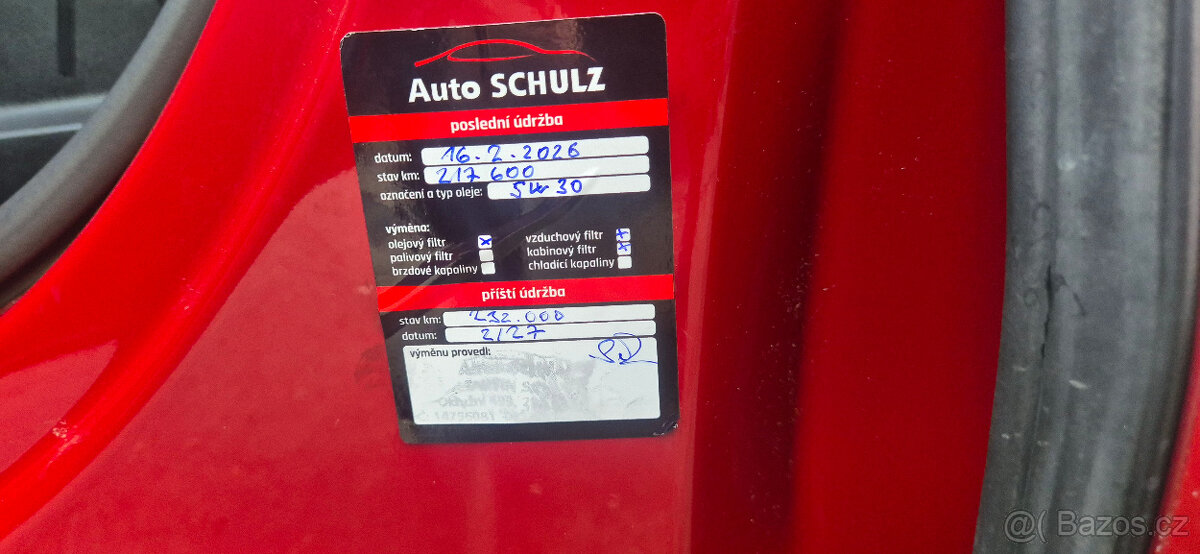 Auto SCHULZ
poslední údržba
datum: 16.2.2026
stav km: 217 600
označení a typ oleje: 5W30
výměna:
olejový filtr x vzduchový filtr x
palivový filtr kabinový filtr x
brzdové kapaliny chladící kapaliny
příští údržba
stav km: 232.000
datum: 2/27
výměnu provedl:
@( Bazos.cz